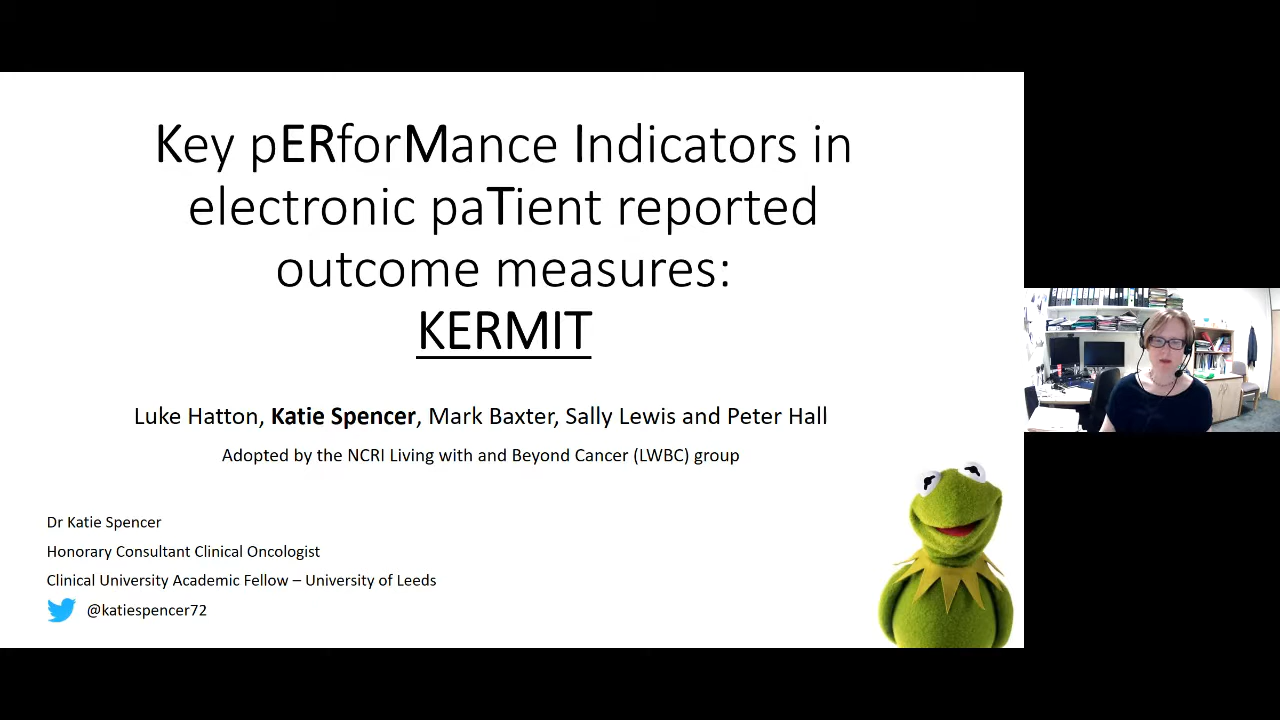 Key pERforMance Indicators in
electronic paTient reported
outcome measures:
KERMIT
Luke Hatton, Katie Spencer, Mark Baxter, Sally Lewis and Peter Hall
Adopted by the NCRI Living with and Beyond Cancer (LWBC) group
Dr Katie Spencer
Honorary Consultant Clinical Oncologist
Clinical University Academic Fellow – University of Leeds
@katiespencer72